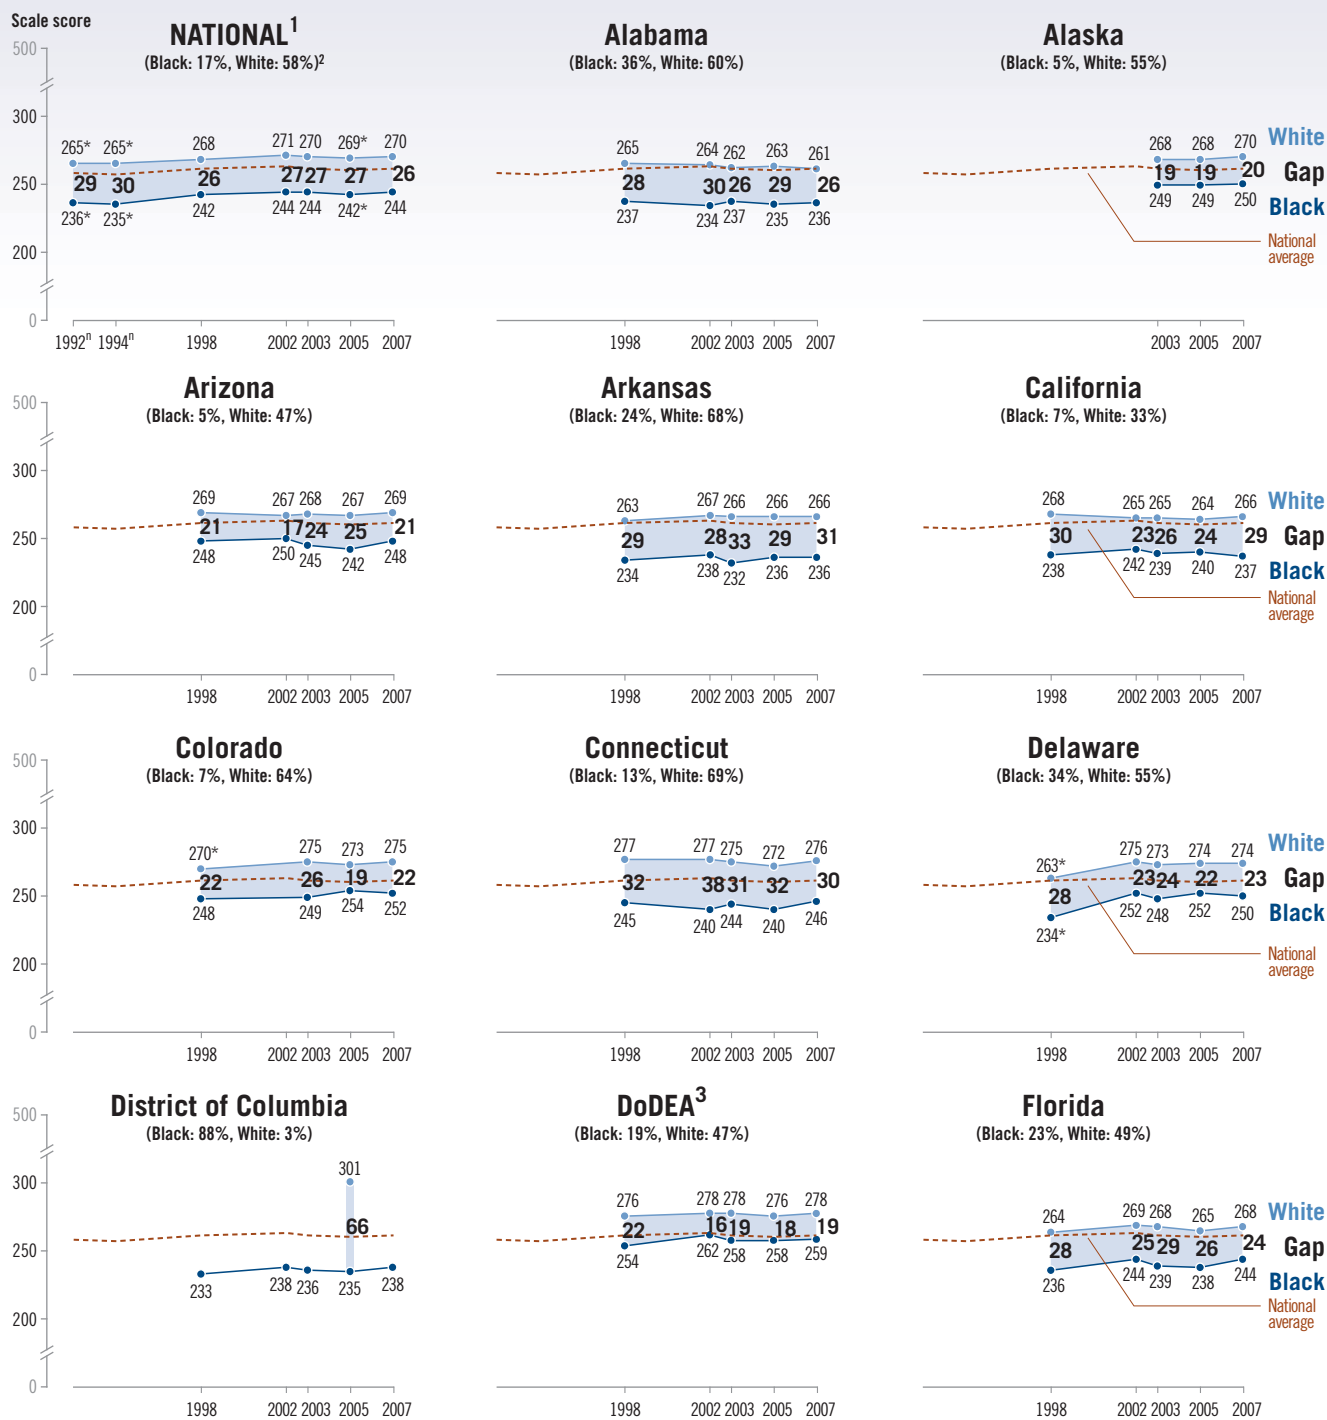 Scale score
NATIONAL1
(Black: 17%, White: 58%)2
500
300
250
200
0
265* 265* 268 271 270 269* 270
29 30 26 27 27 27 26
236* 235* 242 244 244 242* 244
1992n 1994n 1998 2002 2003 2005 2007
Alabama
(Black: 36%, White: 60%)
265 264 262 263 261
28 30 26 29 26
237 234 237 235 236
1998 2002 2003 2005 2007
Alaska
(Black: 5%, White: 55%)
268 268 270
19 19 20
249 249 250
White
Gap
Black
National
average
2003 2005 2007
Arizona
(Black: 5%, White: 47%)
500
300
250
200
0
269 267 268 267 269
21 17 24 25 21
248 250 245 242 248
1998 2002 2003 2005 2007
Arkansas
(Black: 24%, White: 68%)
263 267 266 266 266
29 28 33 29 31
234 238 232 236 236
1998 2002 2003 2005 2007
California
(Black: 7%, White: 33%)
268 265 265 264 266
30 23 26 24 29
238 242 239 240 237
White
Gap
Black
National
average
1998 2002 2003 2005 2007
Colorado
(Black: 7%, White: 64%)
500
300
250
200
0
270* 275 273 275
22 26 19 22
248 249 254 252
1998 2002 2003 2005 2007
Connecticut
(Black: 13%, White: 69%)
277 277 275 272 276
32 38 31 32 30
245 240 244 240 246
1998 2002 2003 2005 2007
Delaware
(Black: 34%, White: 55%)
263* 275 273 274 274
28 23 24 22 23
234* 252 248 252 250
White
Gap
Black
National
average
1998 2002 2003 2005 2007
District of Columbia
(Black: 88%, White: 3%)
500
300
250
200
0
301
66
233 238 236 235 238
1998 2002 2003 2005 2007
DoDEA3
(Black: 19%, White: 47%)
276 278 278 276 278
22 16 19 18 19
254 262 258 258 259
1998 2002 2003 2005 2007
Florida
(Black: 23%, White: 49%)
264 269 268 265 268
28 25 29 26 24
236 244 239 238 244
White
Gap
Black
National
average
1998 2002 2003 2005 2007